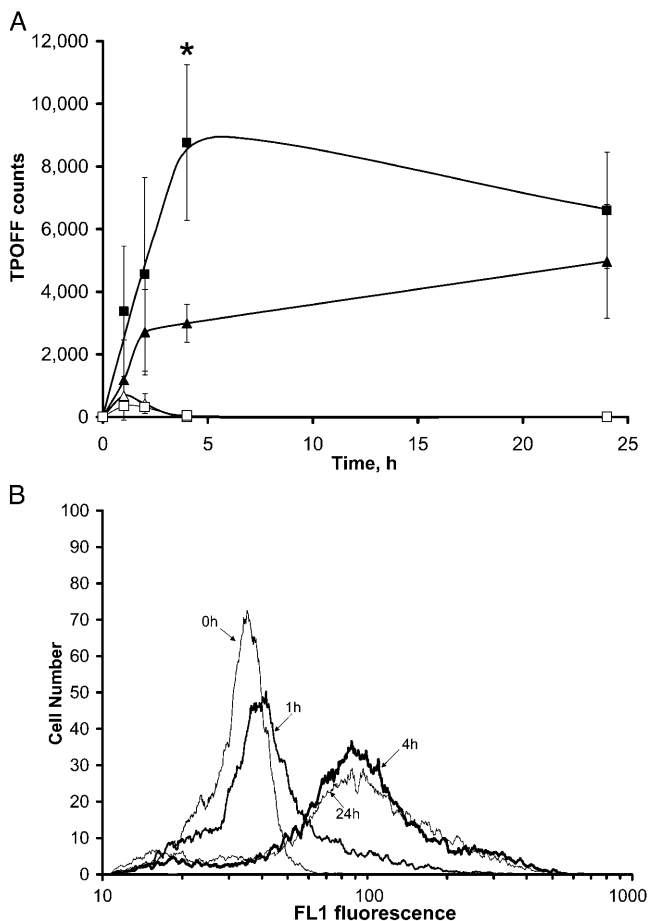 A
*
12,000
10,000
8,000
6,000
4,000
2,000
0
TPOFF counts
0 5 10 15 20 25
Time, h
B
100
90
80
70
60
50
40
30
20
10
0
Cell Number
0h
1h
4h
24h
10 100 1000
FL1 fluorescence